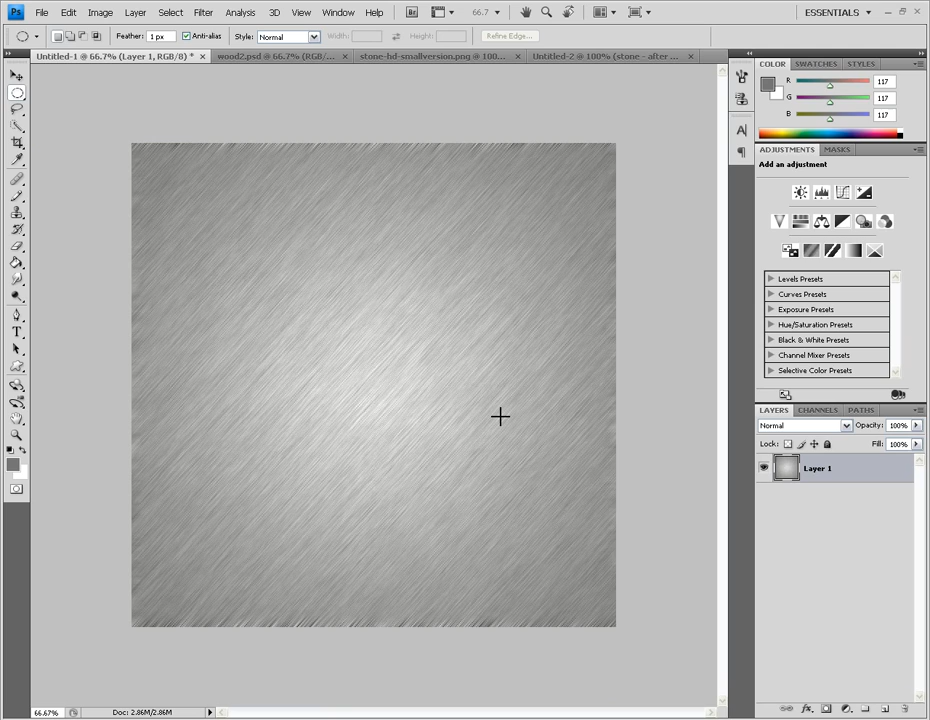 Ps File Edit Image Layer Select Filter Analysis 3D View Window Help Br 66.7 ESSENTIALS
Feather: 1 px Anti-alias Style: Normal Width: Height: Refine Edge...
Untitled-1 @ 66.7% (Layer 1, RGB/8) * wood2.psd @ 66.7% (RGB/... stone-hd-smallversion.png @ 100... Untitled-2 @ 100% (stone - after ...
COLOR SWATCHES STYLES
R 117
G 117
B 117
ADJUSTMENTS MASKS
Add an adjustment
Levels Presets
Curves Presets
Exposure Presets
Hue/Saturation Presets
Black & White Presets
Channel Mixer Presets
Selective Color Presets
LAYERS CHANNELS PATHS
Normal Opacity: 100%
Lock: Fill: 100%
Layer 1
66.67% Doc: 2.86M/2.86M